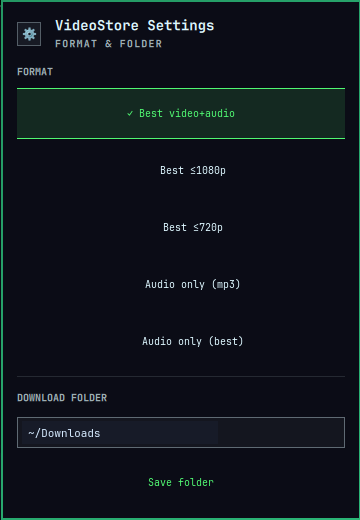 VideoStore Settings
FORMAT & FOLDER
FORMAT
✓ Best video+audio
Best ≤1080p
Best ≤720p
Audio only (mp3)
Audio only (best)
DOWNLOAD FOLDER
~/Downloads
Save folder